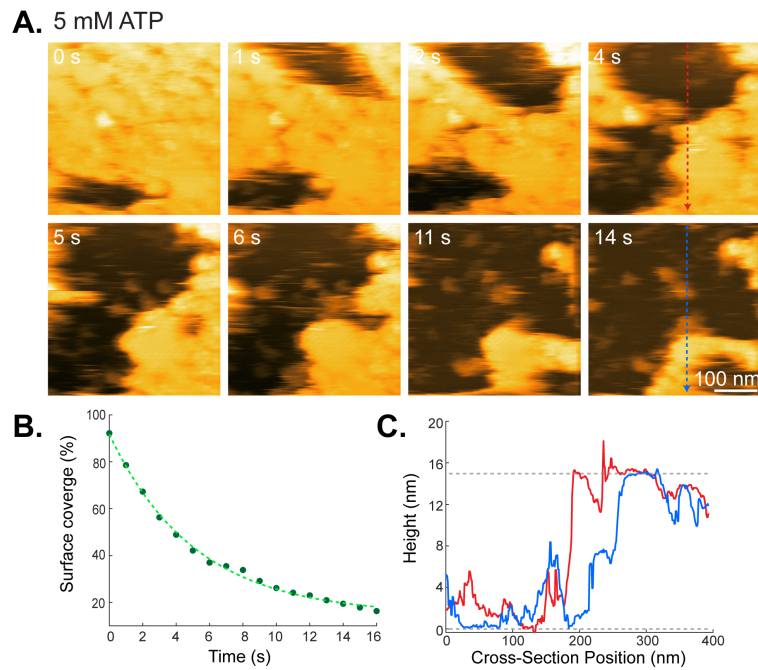 A. 5 mM ATP
0 s
1 s
2 s
4 s
5 s
6 s
11 s
14 s
100 nm
B.
100
80
60
40
20
Surface coverge (%)
0 2 4 6 8 10 12 14 16
Time (s)
C.
20
16
12
8
4
0
Height (nm)
0 100 200 300 400
Cross-Section Position (nm)